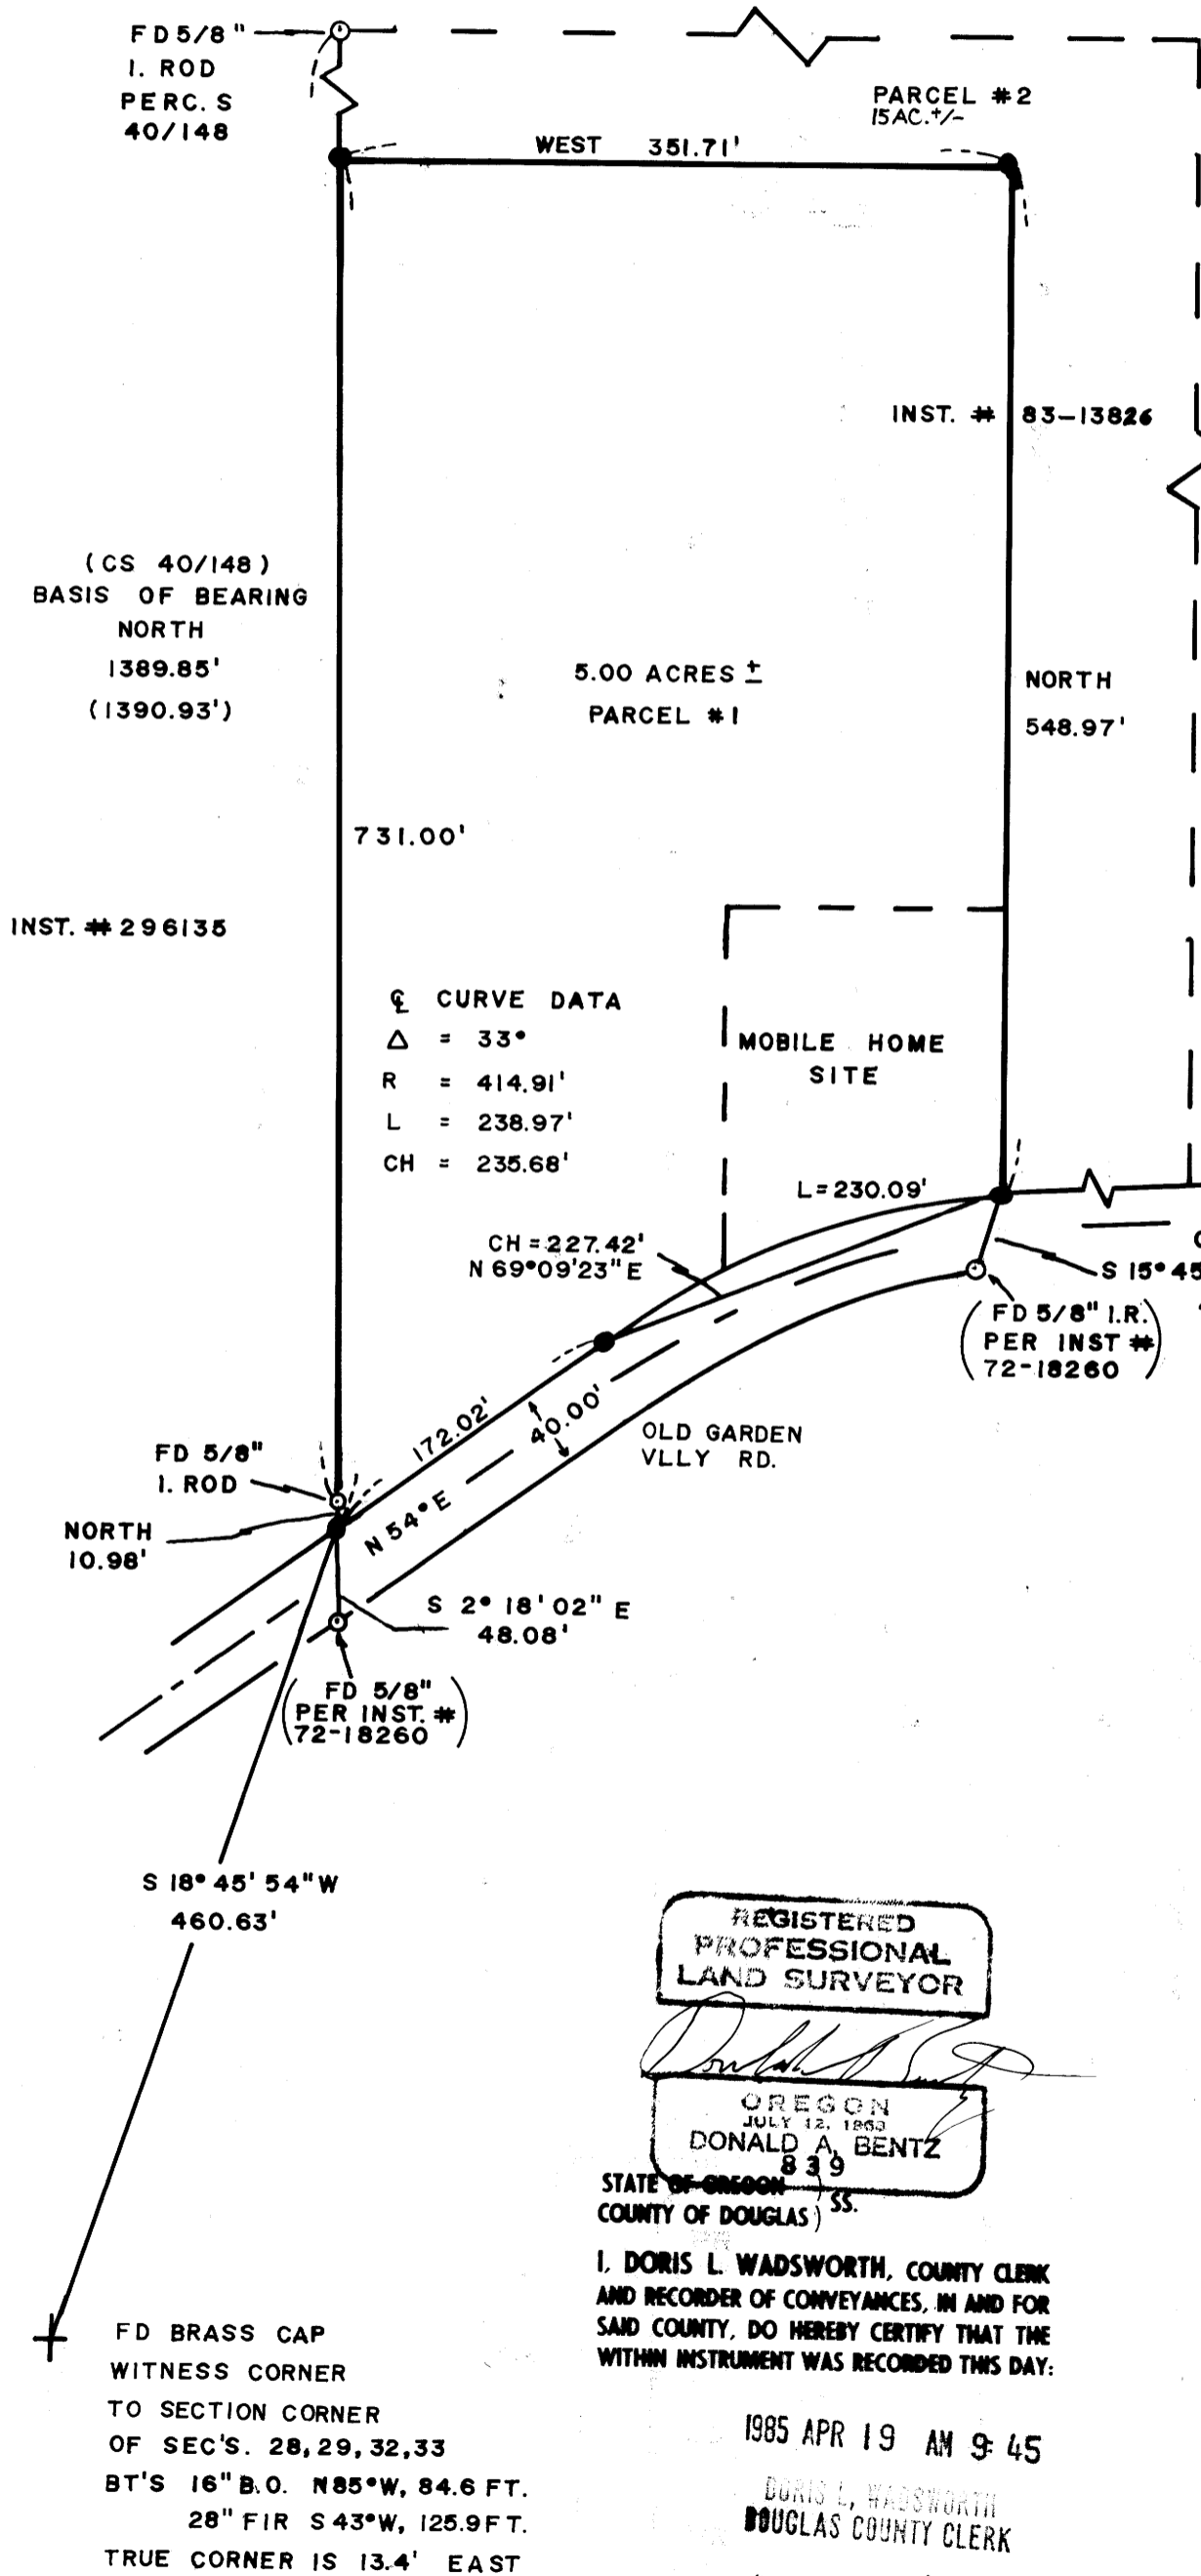 FD 5/8"
I. ROD
PERC. S
40/148
PARCEL #2
15 AC. +/-
WEST 351.71'
INST. # 83-13826
(CS 40/148)
BASIS OF BEARING
NORTH
1389.85'
(1390.93')
5.00 ACRES ±
PARCEL #1
NORTH
548.97'
731.00'
INST. # 296135
℄ CURVE DATA
Δ = 33°
R = 414.91'
L = 238.97'
CH = 235.68'
MOBILE HOME
SITE
L=230.09'
CH = 227.42'
N 69°09'23" E
S 15° 45
(FD 5/8" I.R.
PER INST #
72-18260)
172.02'
40.00'
OLD GARDEN
VLLY RD.
FD 5/8"
I. ROD
N 54° E
NORTH
10.98'
S 2° 18' 02" E
48.08'
(FD 5/8"
PER INST. #
72-18260)
S 18° 45' 54" W
460.63'
REGISTERED
PROFESSIONAL
LAND SURVEYOR
OREGON
JULY 12, 1963
DONALD A. BENTZ
839
STATE OF OREGON )
COUNTY OF DOUGLAS ) SS.
I, DORIS L. WADSWORTH, COUNTY CLERK
AND RECORDER OF CONVEYANCES, IN AND FOR
SAID COUNTY, DO HEREBY CERTIFY THAT THE
WITHIN INSTRUMENT WAS RECORDED THIS DAY:
1985 APR 19 AM 9:45
DORIS L. WADSWORTH
DOUGLAS COUNTY CLERK
FD BRASS CAP
WITNESS CORNER
TO SECTION CORNER
OF SEC'S. 28,29,32,33
BT'S 16" B.O. N85°W, 84.6 FT.
28" FIR S 43°W, 125.9 FT.
TRUE CORNER IS 13.4' EAST